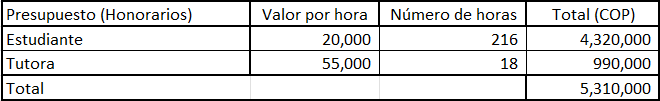 Presupuesto (Honorarios) Valor por hora Número de horas Total (COP)
Estudiante 20,000 216 4,320,000
Tutora 55,000 18 990,000
Total 5,310,000